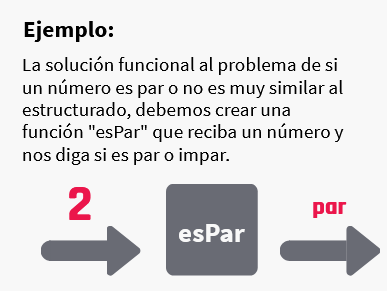 Ejemplo:
La solución funcional al problema de si
un número es par o no es muy similar al
estructurado, debemos crear una
función "esPar" que reciba un número y
nos diga si es par o impar.
2
esPar
par